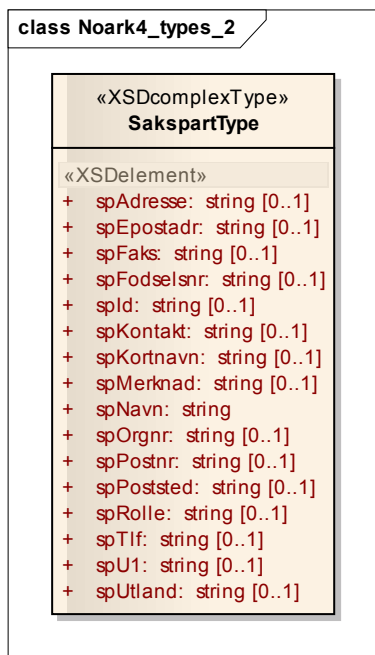 class Noark4_types_2
«XSDcomplexType»
SakspartType
«XSDelement»
+ spAdresse: string [0..1]
+ spEpostadr: string [0..1]
+ spFaks: string [0..1]
+ spFodselsnr: string [0..1]
+ spId: string [0..1]
+ spKontakt: string [0..1]
+ spKortnavn: string [0..1]
+ spMerknad: string [0..1]
+ spNavn: string
+ spOrgnr: string [0..1]
+ spPostnr: string [0..1]
+ spPoststed: string [0..1]
+ spRolle: string [0..1]
+ spTlf: string [0..1]
+ spU1: string [0..1]
+ spUtland: string [0..1]